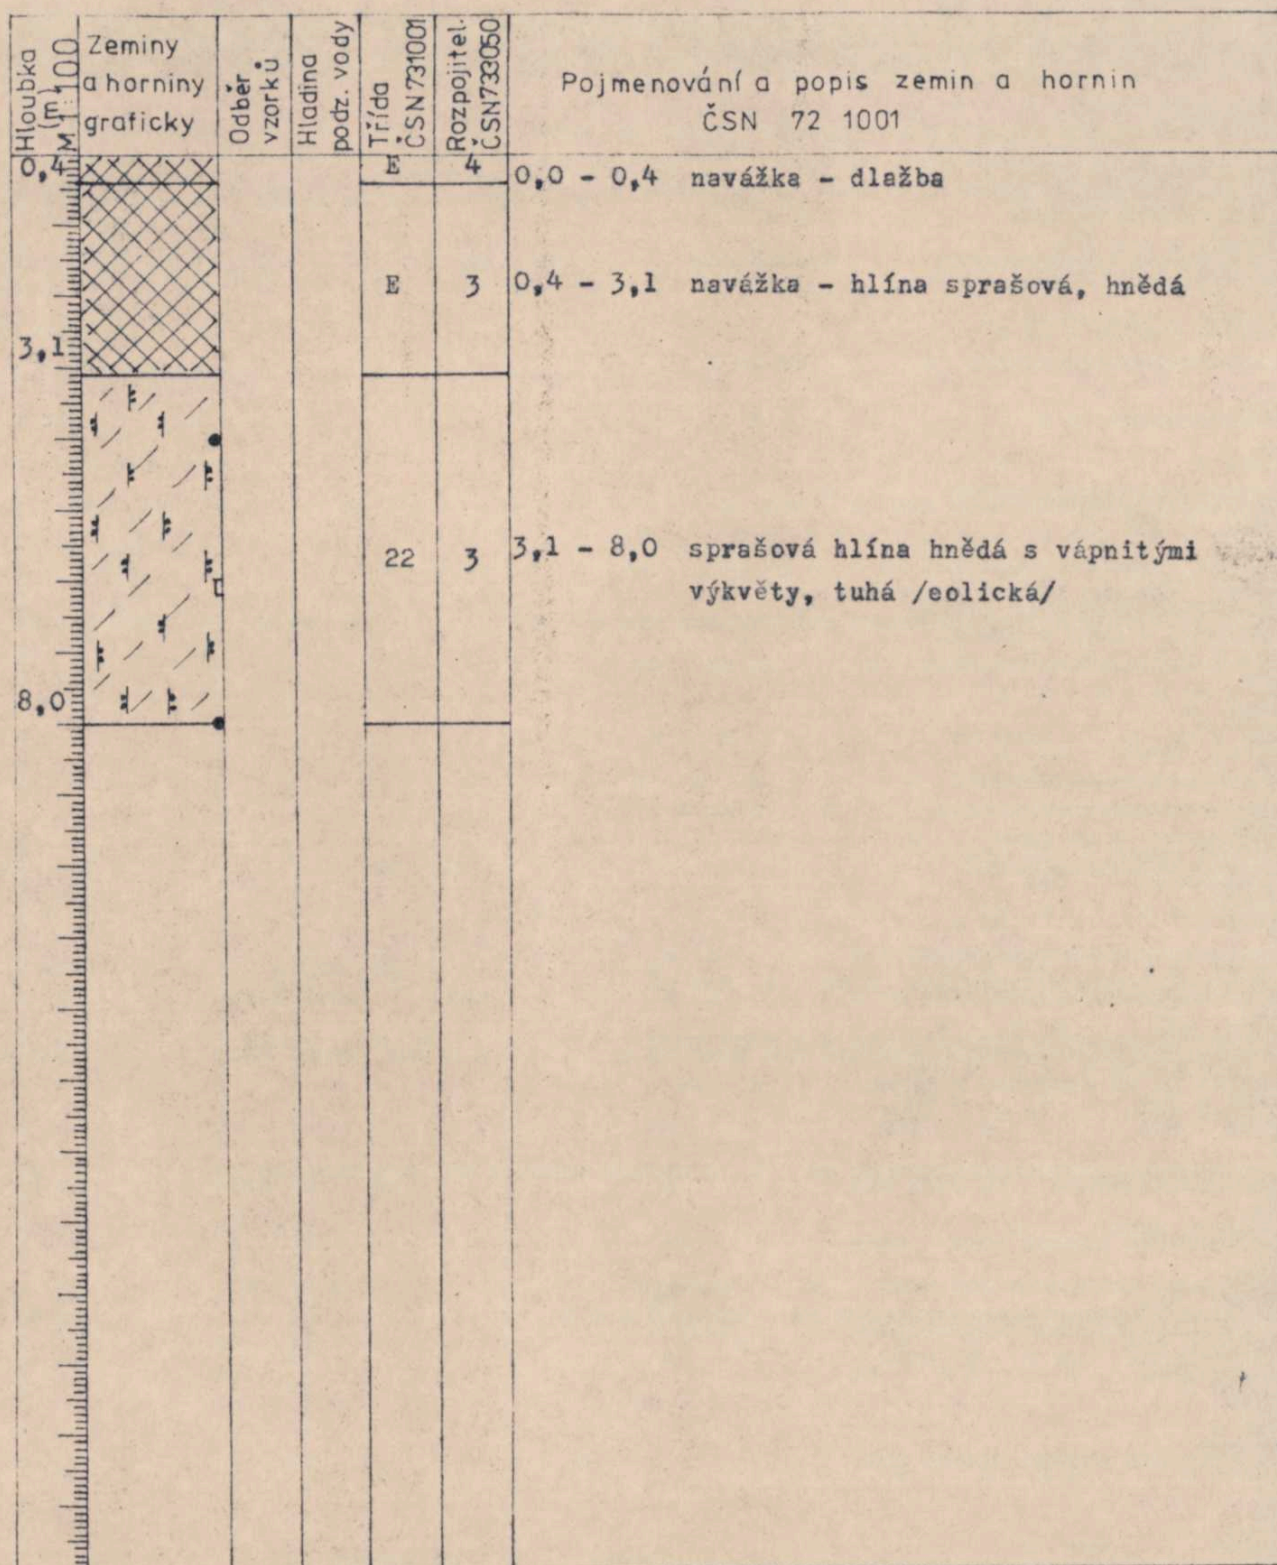 Hloubka
(m)
M 1:100
Zeminy
a horniny
graficky
Odběr
vzorků
Hladina
podz. vody
Třída
ČSN 731001
Rozpojitel.
ČSN 733050
Pojmenování a popis zemin a hornin
ČSN 72 1001
0,4 E 4 0,0 - 0,4 navážka - dlažba
E 3 0,4 - 3,1 navážka - hlína sprašová, hnědá
3,1
22 3 3,1 - 8,0 sprašová hlína hnědá s vápnitými
výkvěty, tuhá /eolická/
8,0